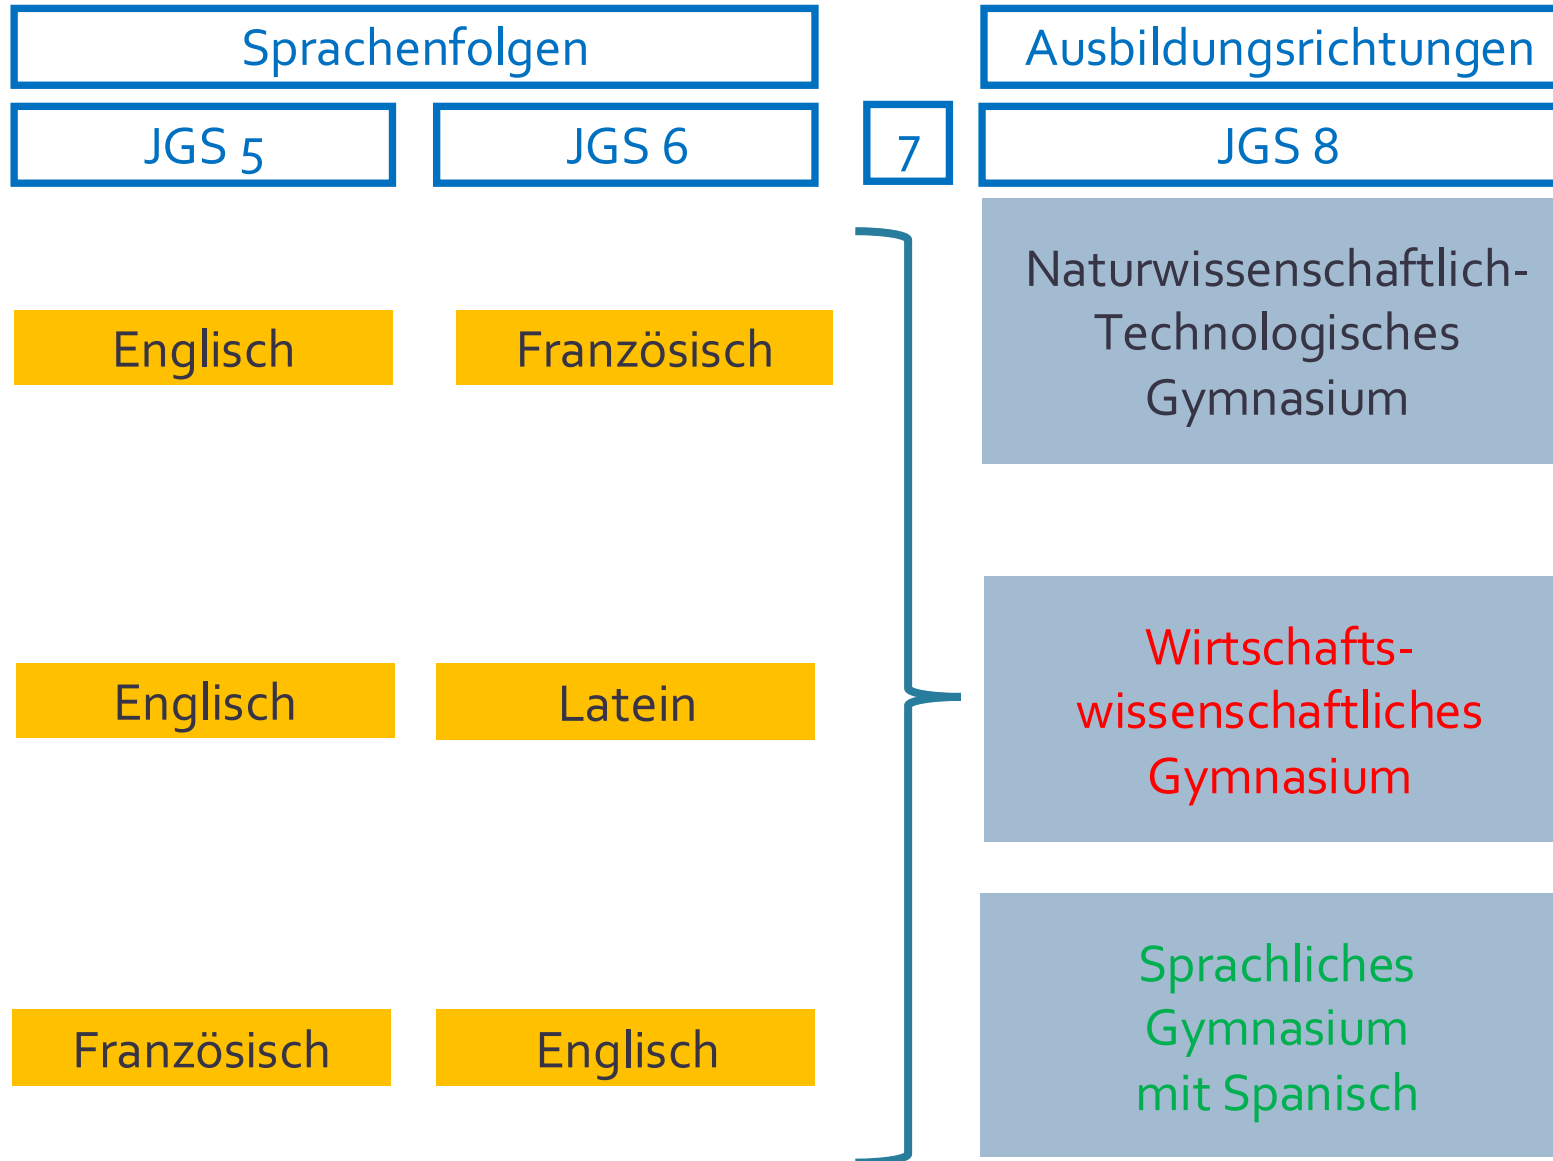 Sprachenfolgen
Ausbildungsrichtungen
JGS 5
JGS 6
7
JGS 8
Englisch
Französisch
Naturwissenschaftlich-
Technologisches
Gymnasium
Englisch
Latein
Wirtschafts-
wissenschaftliches
Gymnasium
Französisch
Englisch
Sprachliches
Gymnasium
mit Spanisch